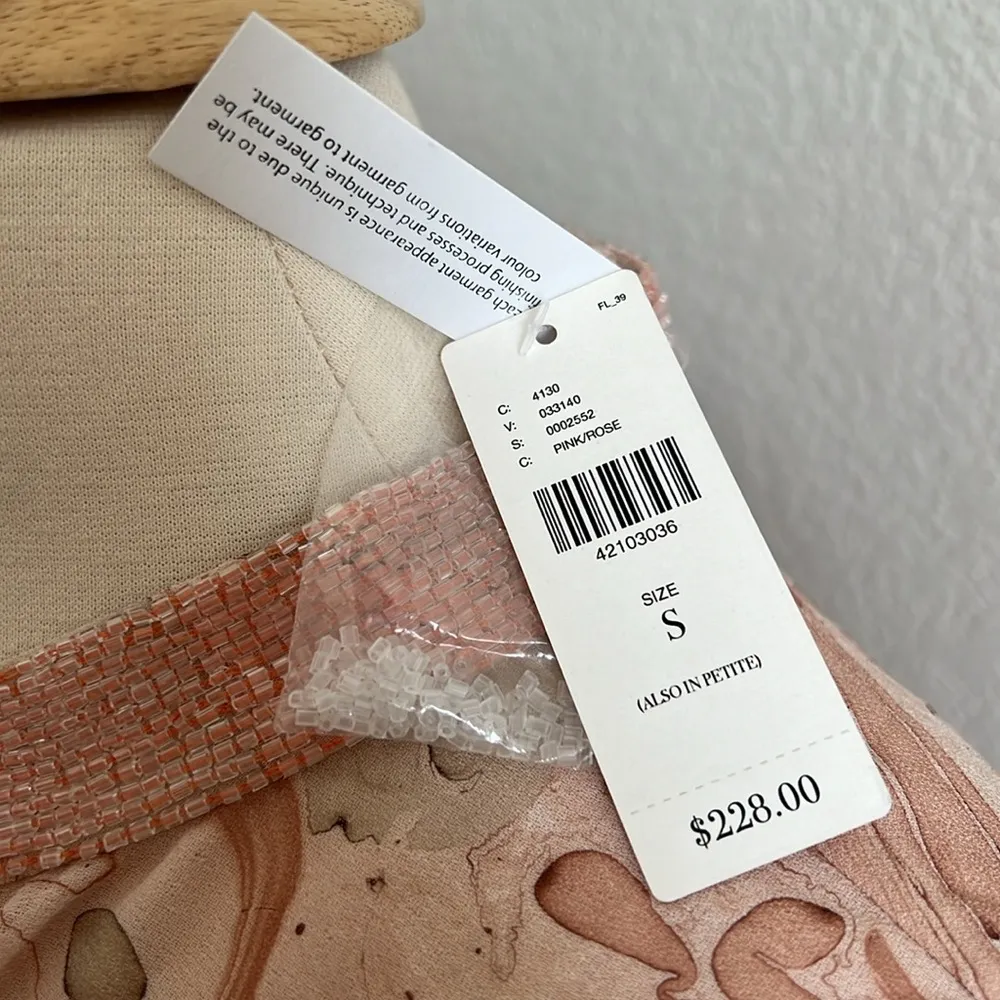 each garment appearance is unique due to the
finishing processes and technique. There may be
colour variations from garment to garment.
FL_39
C: 4130
V: 033140
S: 0002552
C: PINK/ROSE
42103036
SIZE
S
(ALSO IN PETITE)
$228.00